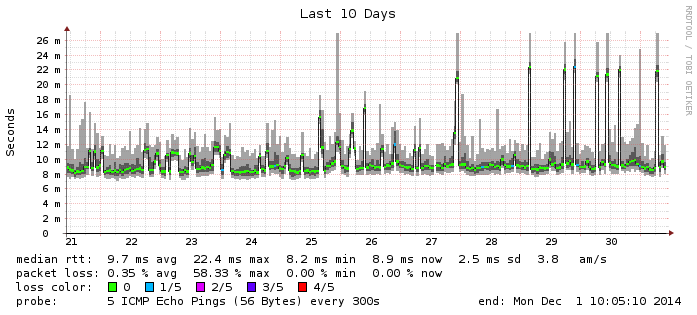 Last 10 Days
RRDTOOL / TOBI OETIKER
Seconds
26 m
24 m
22 m
20 m
18 m
16 m
14 m
12 m
10 m
8 m
6 m
4 m
2 m
0
21 22 23 24 25 26 27 28 29 30
median rtt: 9.7 ms avg 22.4 ms max 8.2 ms min 8.9 ms now 2.5 ms sd 3.8 am/s
packet loss: 0.35 % avg 58.33 % max 0.00 % min 0.00 % now
loss color: 0 1/5 2/5 3/5 4/5
probe: 5 ICMP Echo Pings (56 Bytes) every 300s end: Mon Dec 1 10:05:10 2014